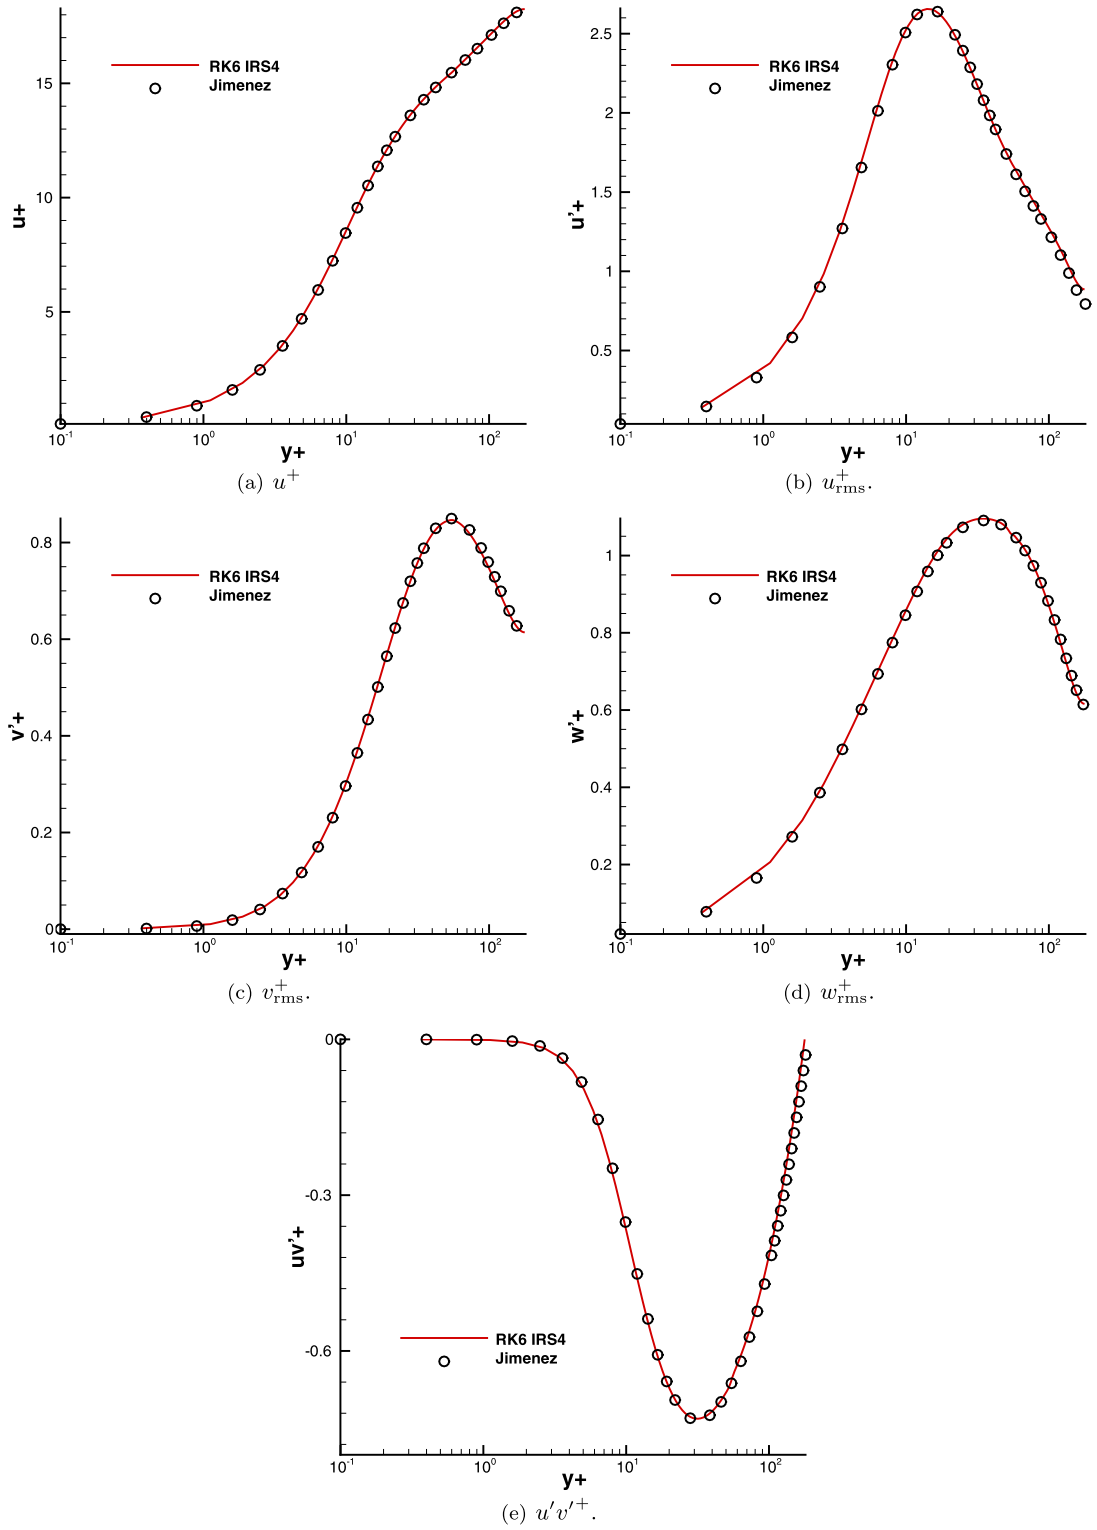 u+
15
10
5
RK6 IRS4
Jimenez
10-1 100 101 102
y+
(a) u+
u'+
2.5
2
1.5
1
0.5
RK6 IRS4
Jimenez
10-1 100 101 102
y+
(b) u+rms.
v'+
0.8
0.6
0.4
0.2
0
RK6 IRS4
Jimenez
10-1 100 101 102
y+
(c) v+rms.
w'+
1
0.8
0.6
0.4
0.2
RK6 IRS4
Jimenez
10-1 100 101 102
y+
(d) w+rms.
uv'+
0
-0.3
-0.6
RK6 IRS4
Jimenez
10-1 100 101 102
y+
(e) u′v′+.